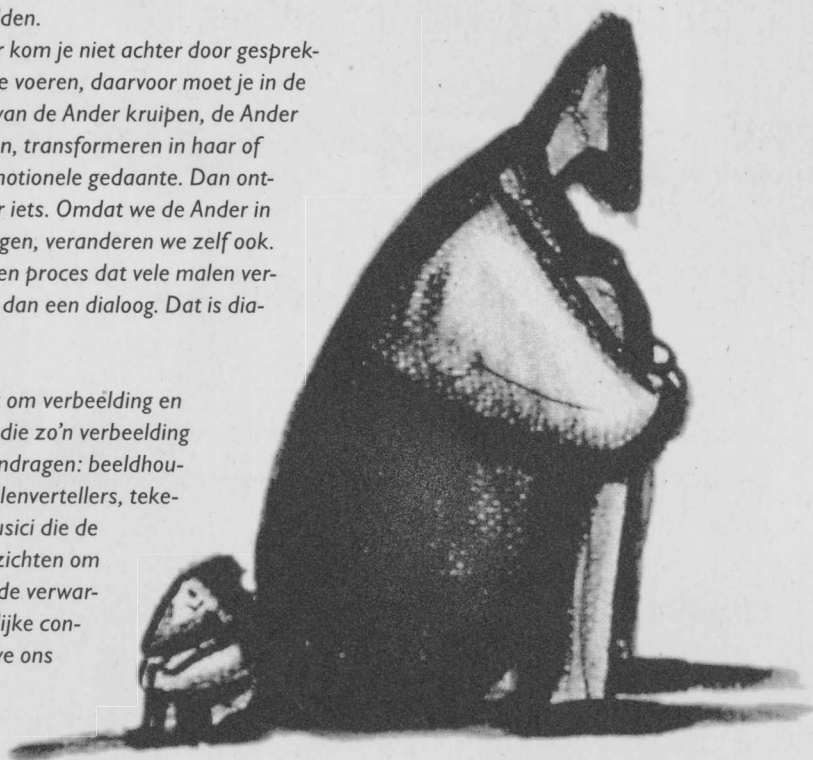 lden.
r kom je niet achter door gesprek-
e voeren, daarvoor moet je in de
van de Ander kruipen, de Ander
n, transformeren in haar of
notionele gedaante. Dan ont-
r iets. Omdat we de Ander in
gen, veranderen we zelf ook.
en proces dat vele malen ver-
dan een dialoog. Dat is dia-
om verbeelding en
die zo'n verbeelding
ndragen: beeldhou-
lenvertellers, teke-
usici die de
zichten om
de verwar-
ijke con-
ve ons